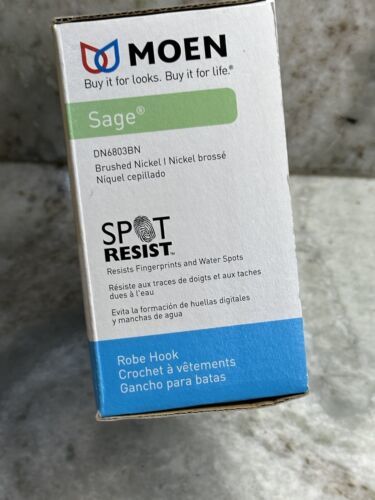 MOEN
Buy it for looks. Buy it for life.®
Sage®
DN6803BN
Brushed Nickel | Nickel brossé
Níquel cepillado
SPOT
RESIST™
Resists Fingerprints and Water Spots
Résiste aux traces de doigts et aux taches
dues à l'eau
Evita la formación de huellas digitales
y manchas de agua
Robe Hook
Crochet à vêtements
Gancho para batas